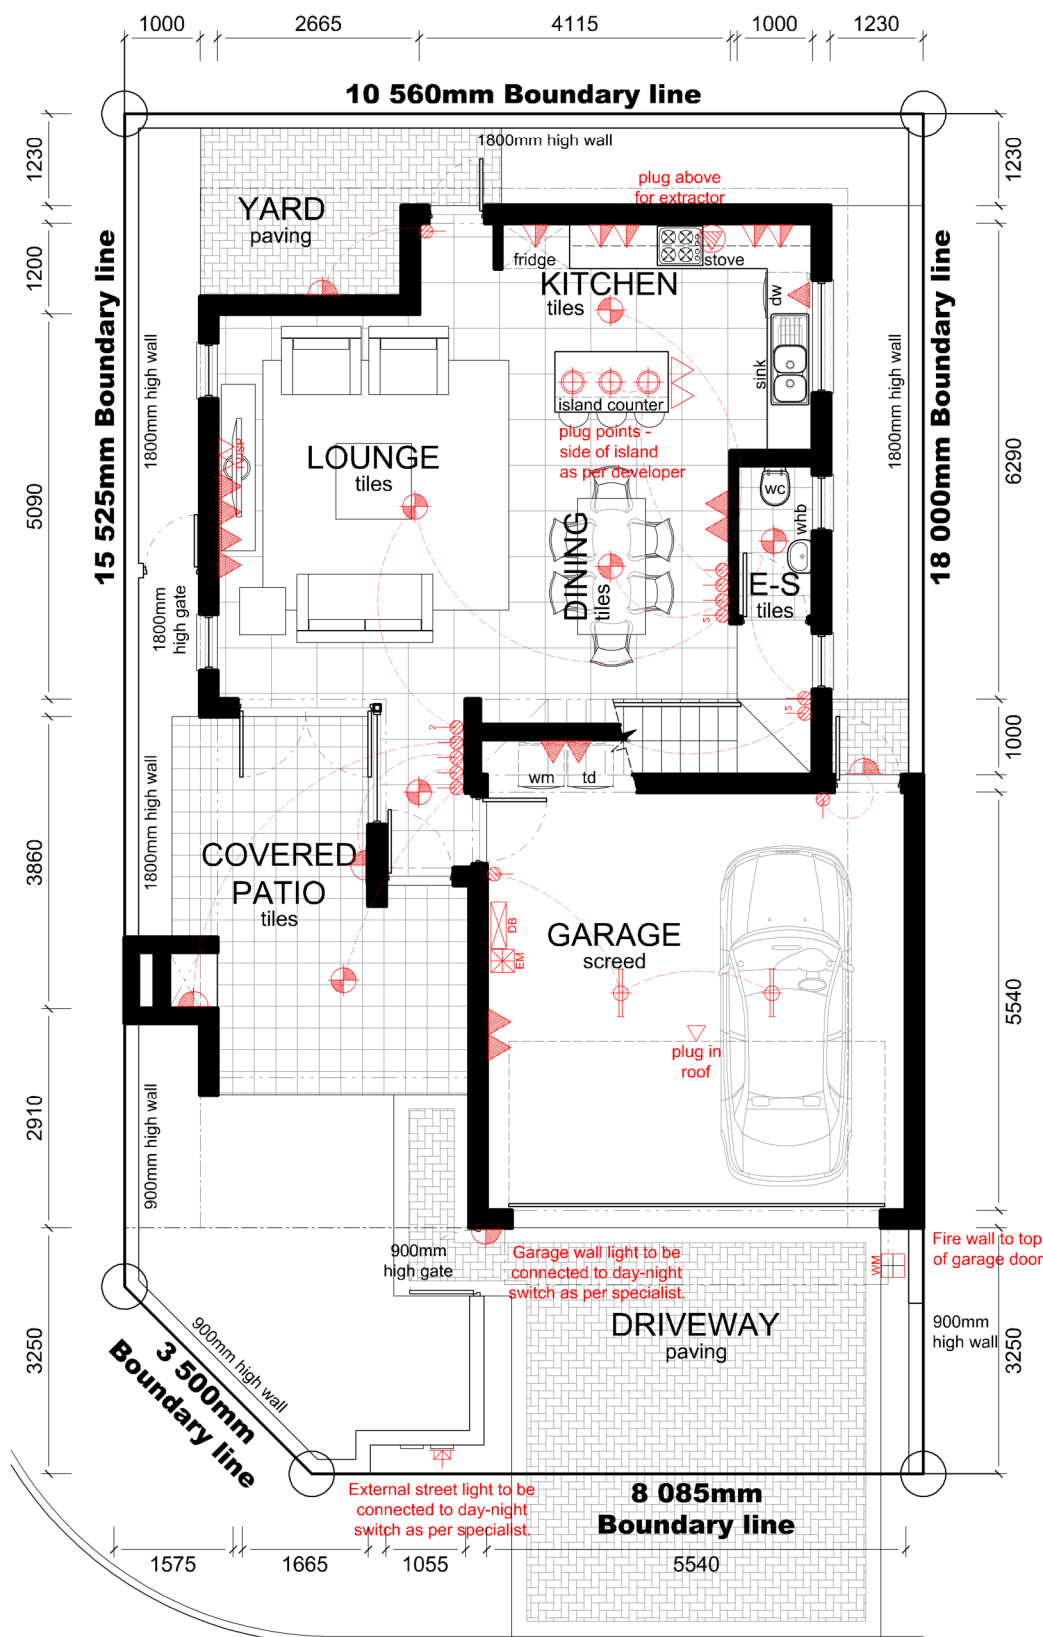 1000 2665 4115 1000 1230
10 560mm Boundary line
1800mm high wall
1230
1200
5090
3860
2910
3250
15 525mm Boundary line
1800mm high wall
1800mm
high gate
1800mm high wall
900mm high wall
YARD
paving
plug above
for extractor
fridge
stove
KITCHEN
tiles
dw
sink
island counter
plug points -
side of island
as per developer
LOUNGE
tiles
TV/SP
DINING
tiles
wc
whb
E-S
tiles
S
S
2
wm
td
COVERED
PATIO
tiles
GARAGE
screed
DB
EM
plug in
roof
1800mm high wall
18 000mm Boundary line
1230
6290
1000
5540
3250
900mm
high gate
Garage wall light to be
connected to day-night
switch as per specialist.
WM
Fire wall to top
of garage door
900mm
high wall
DRIVEWAY
paving
900mm high wall
3 500mm
Boundary line
External street light to be
connected to day-night
switch as per specialist.
8 085mm
Boundary line
1575 1665 1055 5540